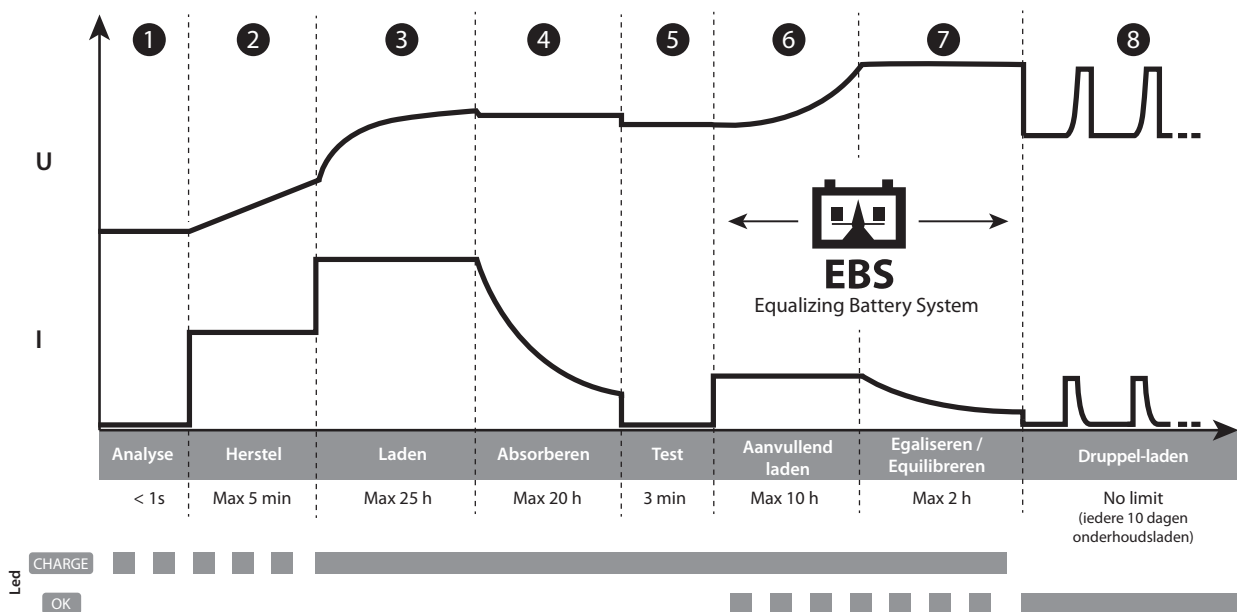 1 2 3 4 5 6 7 8
U
EBS
Equalizing Battery System
I
Analyse Herstel Laden Absorberen Test Aanvullend laden Egaliseren / Equilibreren Druppel-laden
< 1s Max 5 min Max 25 h Max 20 h 3 min Max 10 h Max 2 h No limit
(iedere 10 dagen
onderhoudsladen)
Led
CHARGE
OK